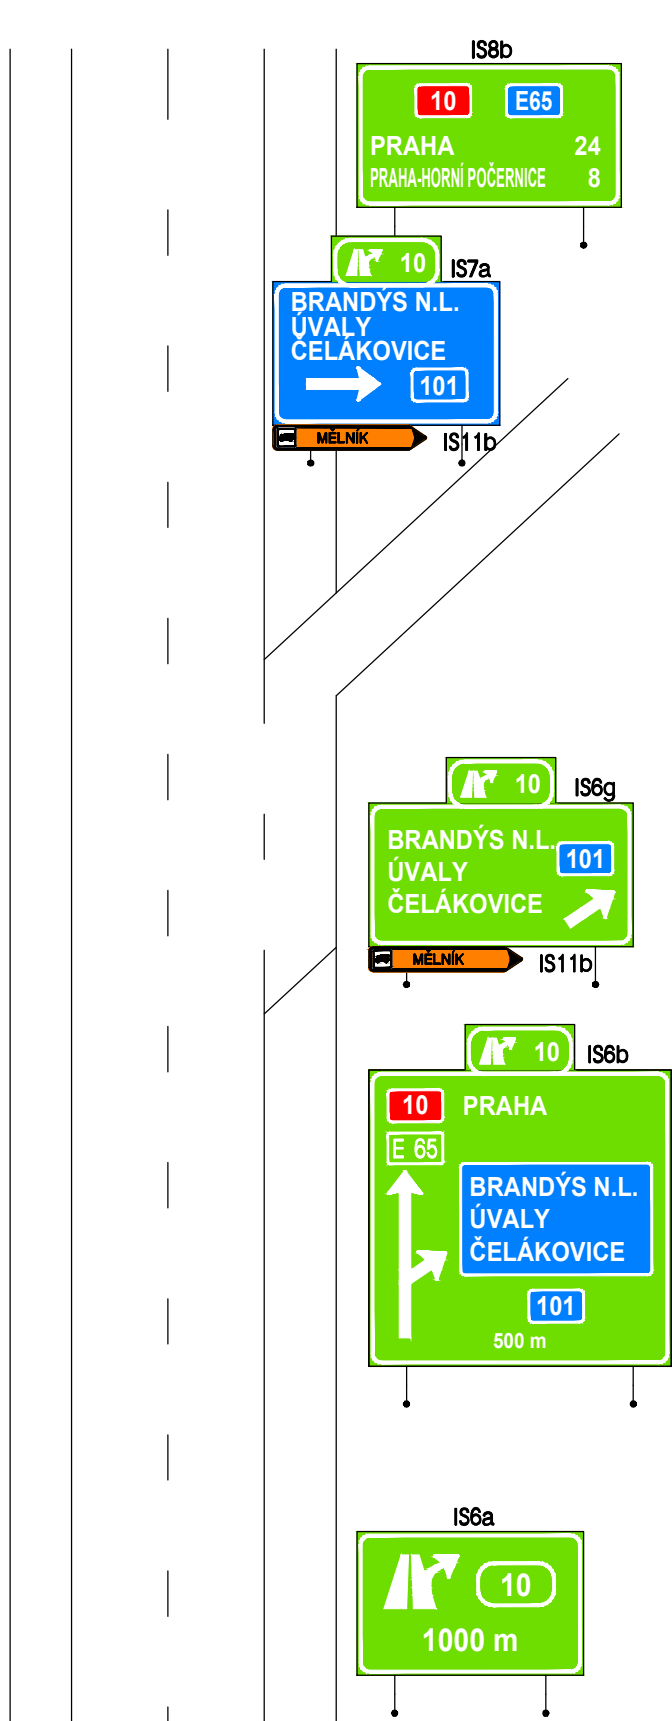 IS8b
10 E65
PRAHA 24
PRAHA-HORNÍ POČERNICE 8
10
IS7a
BRANDÝS N.L.
ÚVALY
ČELÁKOVICE
101
MĚLNÍK
IS11b
10
IS6g
BRANDÝS N.L.
101
ÚVALY
ČELÁKOVICE
MĚLNÍK
IS11b
10
IS6b
10 PRAHA
E 65
BRANDÝS N.L.
ÚVALY
ČELÁKOVICE
101
500 m
IS6a
10
1000 m